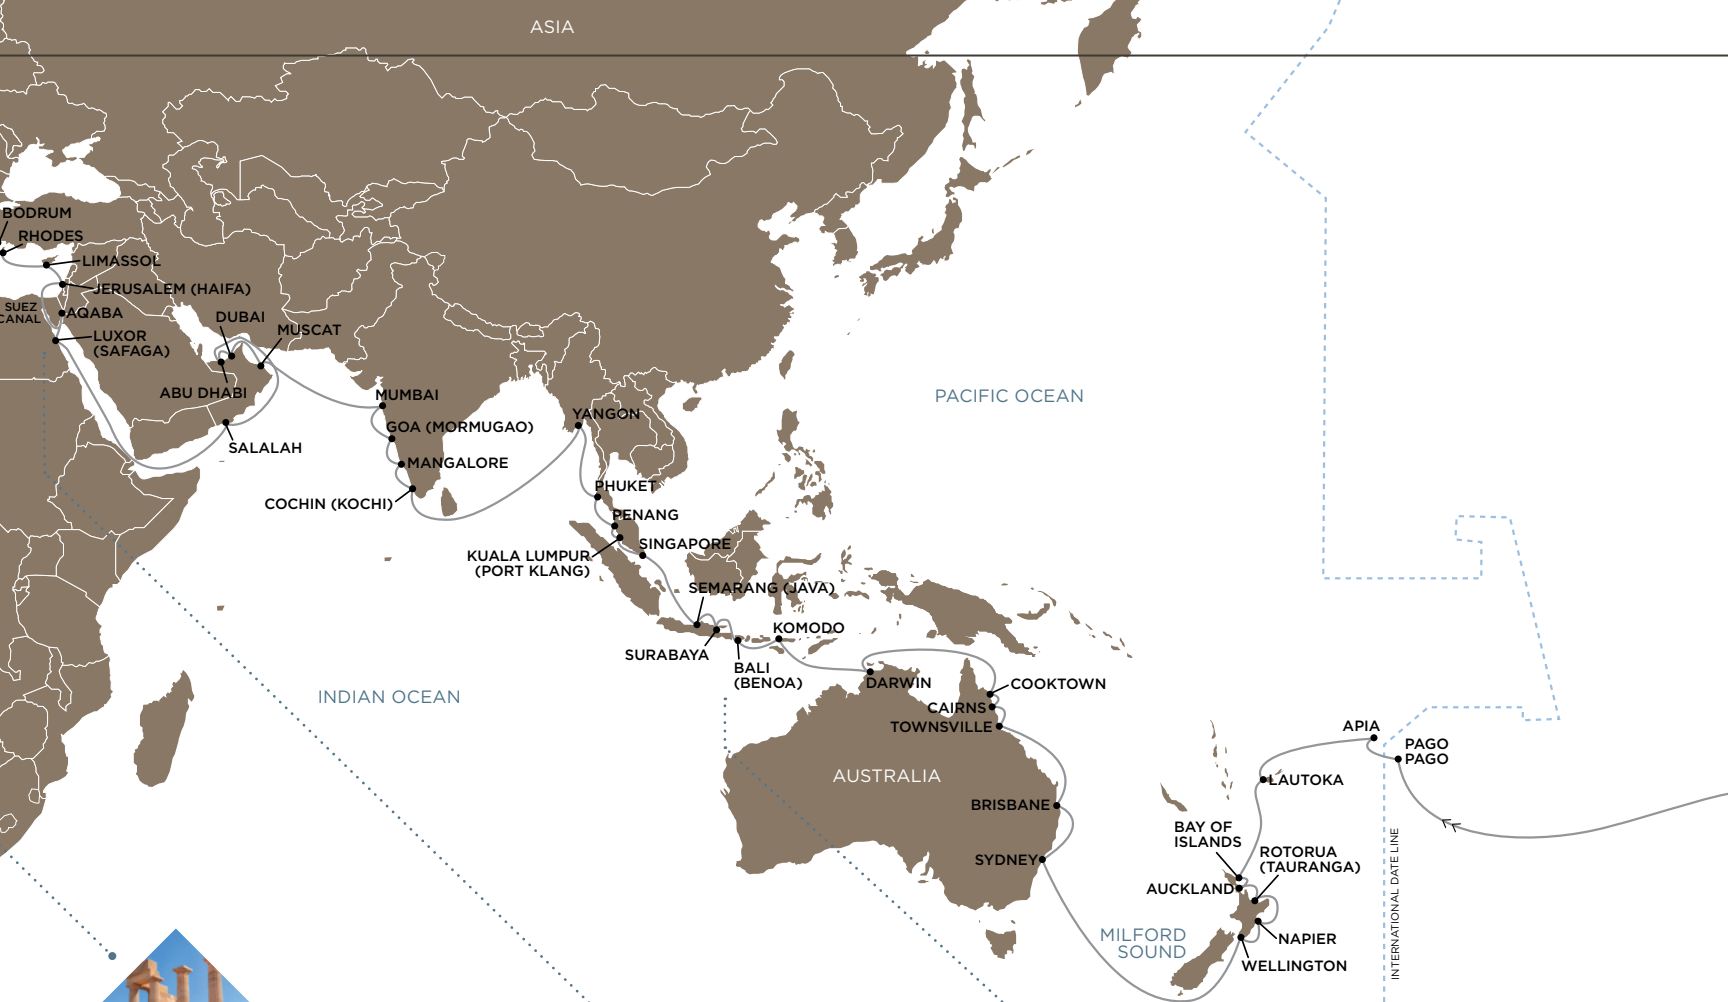 ASIA
BODRUM
RHODES
LIMASSOL
JERUSALEM (HAIFA)
SUEZ
CANAL
AQABA
LUXOR
(SAFAGA)
DUBAI
MUSCAT
ABU DHABI
SALALAH
MUMBAI
GOA (MORMUGAO)
MANGALORE
COCHIN (KOCHI)
YANGON
PHUKET
PENANG
KUALA LUMPUR
(PORT KLANG)
SINGAPORE
SEMARANG (JAVA)
SURABAYA
BALI
(BENOA)
KOMODO
PACIFIC OCEAN
INDIAN OCEAN
DARWIN
COOKTOWN
CAIRNS
TOWNSVILLE
AUSTRALIA
BRISBANE
SYDNEY
MILFORD
SOUND
BAY OF
ISLANDS
AUCKLAND
ROTORUA
(TAURANGA)
NAPIER
WELLINGTON
LAUTOKA
APIA
PAGO
PAGO
INTERNATIONAL DATE LINE